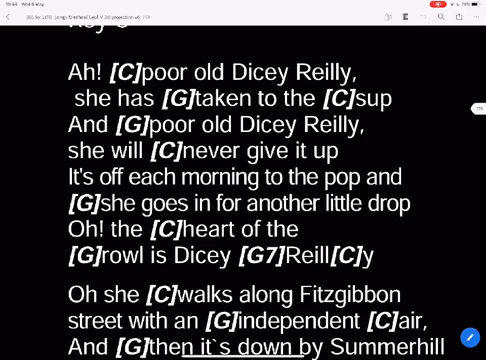 Ah! [C]poor old Dicey Reilly,
she has [G]taken to the [C]sup
And [G]poor old Dicey Reilly,
she will [C]never give it up
It's off each morning to the pop and
[G]she goes in for another little drop
Oh! the [C]heart of the
[G]rowl is Dicey [G7]Reill[C]y
Oh she [C]walks along Fitzgibbon
street with an [G]independent [C]air,
And [G]then it`s down by Summerhill